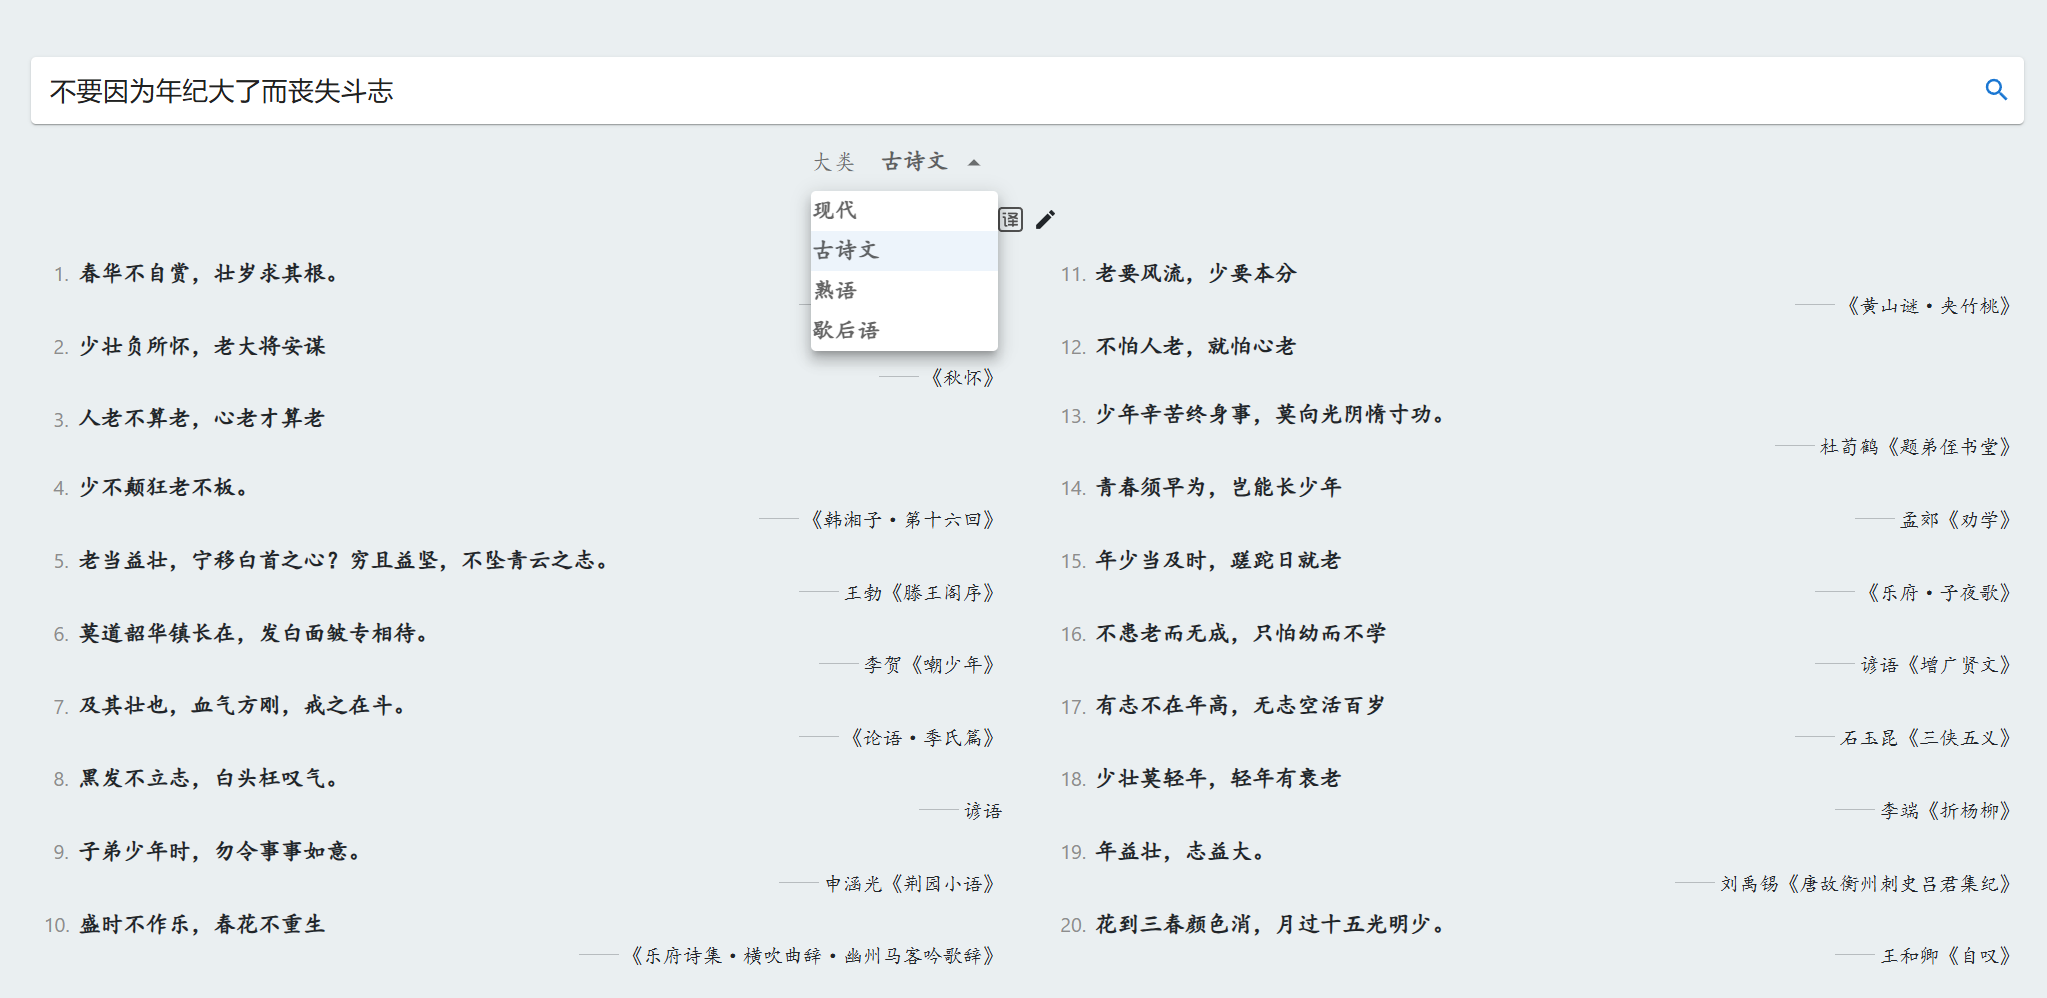 不要因为年纪大了而丧失斗志
大类 古诗文
现代
古诗文
熟语
歇后语
译
1. 春华不自赏，壮岁求其根。
2. 少壮负所怀，老大将安谋
——《秋怀》
3. 人老不算老，心老才算老
4. 少不颠狂老不板。
——《韩湘子·第十六回》
5. 老当益壮，宁移白首之心？穷且益坚，不坠青云之志。
——王勃《滕王阁序》
6. 莫道韶华镇长在，发白面皱专相待。
——李贺《嘲少年》
7. 及其壮也，血气方刚，戒之在斗。
——《论语·季氏篇》
8. 黑发不立志，白头枉叹气。
——谚语
9. 子弟少年时，勿令事事如意。
——申涵光《荆园小语》
10. 盛时不作乐，春花不重生
——《乐府诗集·横吹曲辞·幽州马客吟歌辞》
11. 老要风流，少要本分
——《黄山谜·夹竹桃》
12. 不怕人老，就怕心老
13. 少年辛苦终身事，莫向光阴惰寸功。
——杜荀鹤《题弟侄书堂》
14. 青春须早为，岂能长少年
——孟郊《劝学》
15. 年少当及时，蹉跎日就老
——《乐府·子夜歌》
16. 不患老而无成，只怕幼而不学
——谚语《增广贤文》
17. 有志不在年高，无志空活百岁
——石玉昆《三侠五义》
18. 少壮莫轻年，轻年有衰老
——李端《折杨柳》
19. 年益壮，志益大。
——刘禹锡《唐故衡州刺史吕君集纪》
20. 花到三春颜色消，月过十五光明少。
——王和卿《自叹》